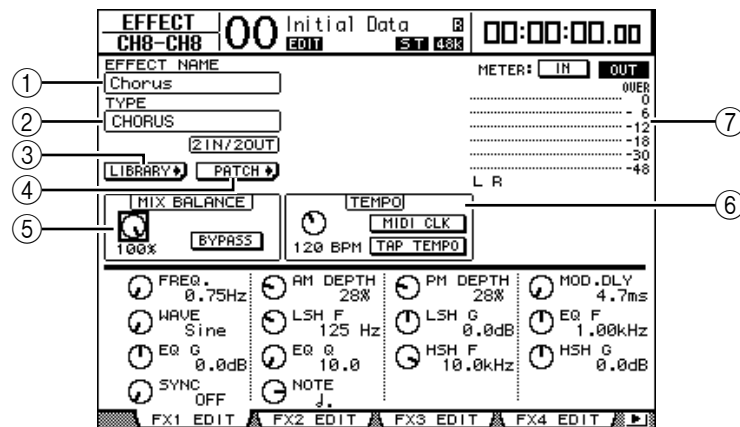 EFFECT
CH8-CH8
00
Initial Data
R
EDIT
ST
48k
00:00:00.00
EFFECT NAME
Chorus
TYPE
CHORUS
2IN/2OUT
LIBRARY
PATCH
METER:
IN
OUT
OVER
0
6
-12
-18
-30
-48
L R
MIX BALANCE
100%
BYPASS
TEMPO
120 BPM
MIDI CLK
TAP TEMPO
FREQ.
0.75Hz
AM DEPTH
28%
PM DEPTH
28%
MOD.DLY
4.7ms
WAVE
Sine
LSH F
125 Hz
LSH G
0.0dB
EQ F
1.00kHz
EQ G
0.0dB
EQ Q
10.0
HSH F
10.0kHz
HSH G
0.0dB
SYNC
OFF
NOTE
FX1 EDIT
FX2 EDIT
FX3 EDIT
FX4 EDIT
1
2
3
4
5
6
7